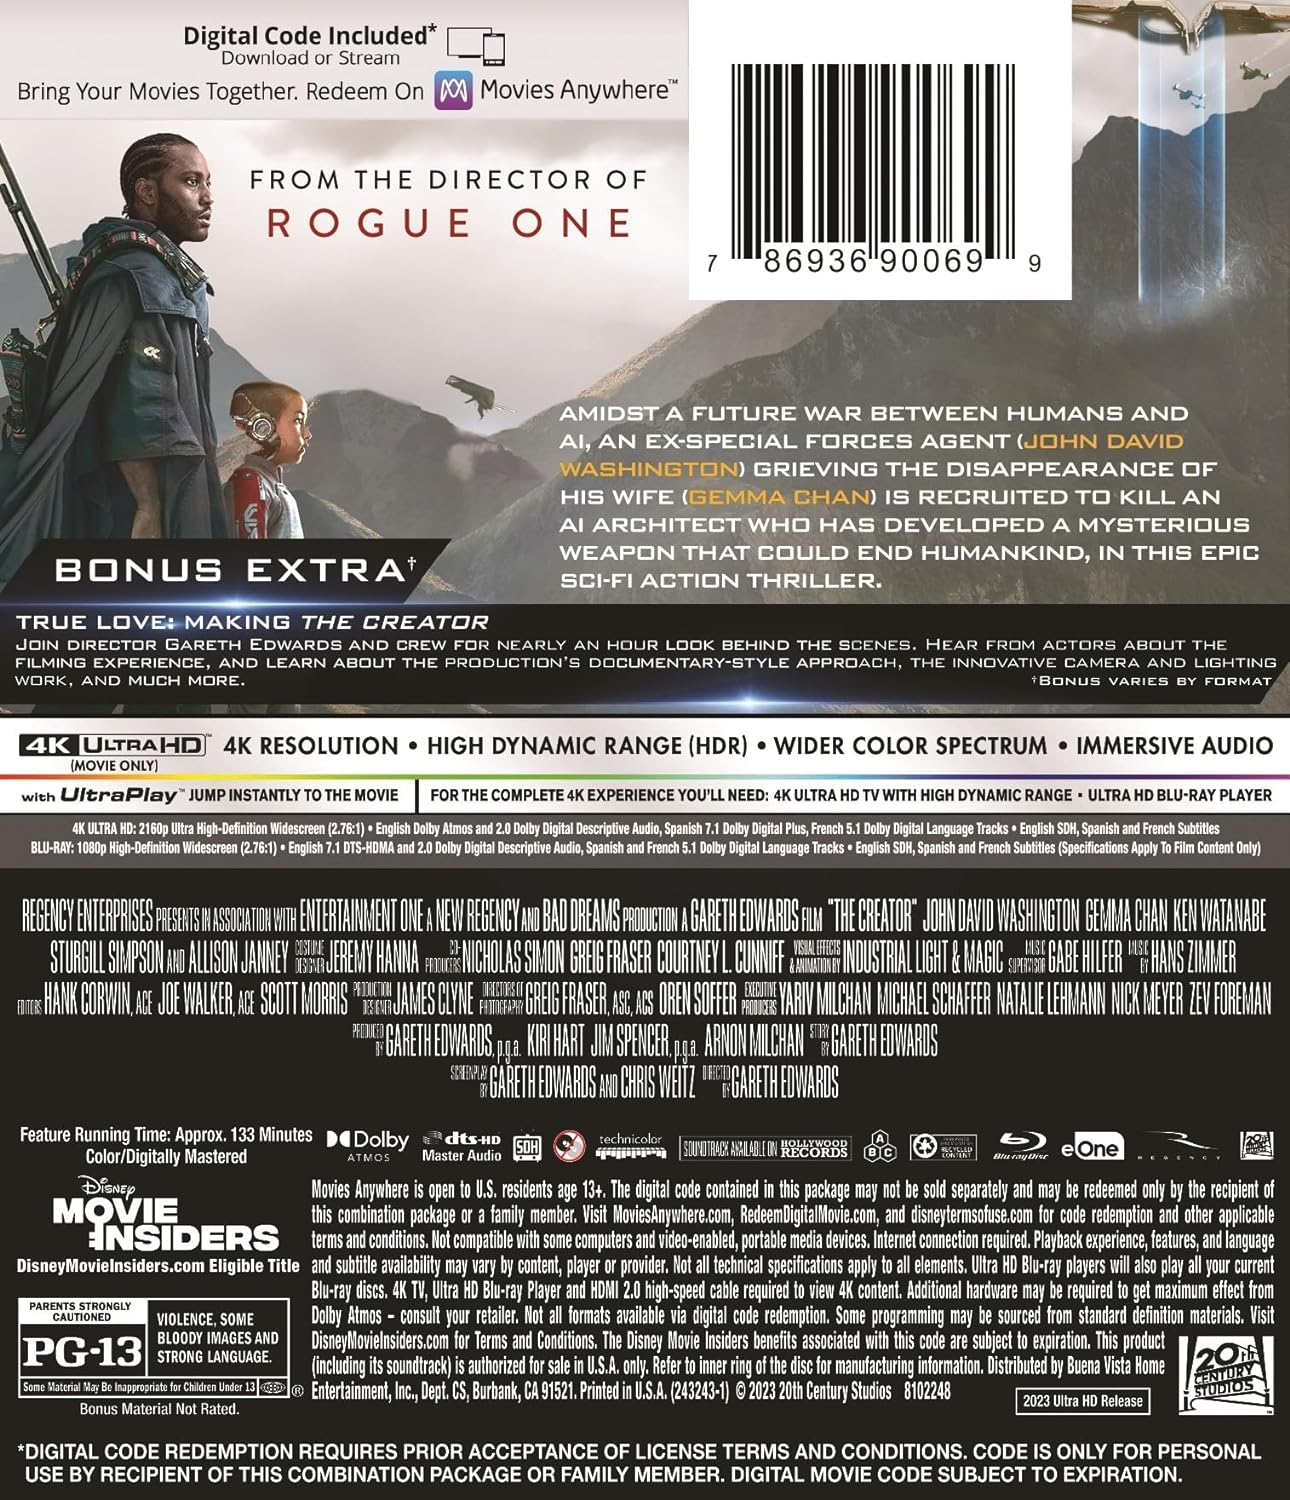 Digital Code Included*
Download or Stream
Bring Your Movies Together. Redeem On Movies Anywhere™
7 86936 90069 9
FROM THE DIRECTOR OF
ROGUE ONE
AMIDST A FUTURE WAR BETWEEN HUMANS AND
AI, AN EX-SPECIAL FORCES AGENT (JOHN DAVID
WASHINGTON) GRIEVING THE DISAPPEARANCE OF
HIS WIFE (GEMMA CHAN) IS RECRUITED TO KILL AN
AI ARCHITECT WHO HAS DEVELOPED A MYSTERIOUS
WEAPON THAT COULD END HUMANKIND, IN THIS EPIC
SCI-FI ACTION THRILLER.
BONUS EXTRA†
TRUE LOVE: MAKING THE CREATOR
JOIN DIRECTOR GARETH EDWARDS AND CREW FOR NEARLY AN HOUR LOOK BEHIND THE SCENES. HEAR FROM ACTORS ABOUT THE
FILMING EXPERIENCE, AND LEARN ABOUT THE PRODUCTION'S DOCUMENTARY-STYLE APPROACH, THE INNOVATIVE CAMERA AND LIGHTING
WORK, AND MUCH MORE.
†BONUS VARIES BY FORMAT
4K ULTRA HD™ 4K RESOLUTION • HIGH DYNAMIC RANGE (HDR) • WIDER COLOR SPECTRUM • IMMERSIVE AUDIO
(MOVIE ONLY)
with UltraPlay™ JUMP INSTANTLY TO THE MOVIE
FOR THE COMPLETE 4K EXPERIENCE YOU'LL NEED: 4K ULTRA HD TV WITH HIGH DYNAMIC RANGE • ULTRA HD BLU-RAY PLAYER
4K ULTRA HD: 2160p Ultra High-Definition Widescreen (2.76:1) • English Dolby Atmos and 2.0 Dolby Digital Descriptive Audio, Spanish 7.1 Dolby Digital Plus, French 5.1 Dolby Digital Language Tracks • English SDH, Spanish and French Subtitles
BLU-RAY: 1080p High-Definition Widescreen (2.76:1) • English 7.1 DTS-HDMA and 2.0 Dolby Digital Descriptive Audio, Spanish and French 5.1 Dolby Digital Language Tracks • English SDH, Spanish and French Subtitles (Specifications Apply To Film Content Only)
REGENCY ENTERPRISES PRESENTS IN ASSOCIATION WITH ENTERTAINMENT ONE A NEW REGENCY AND BAD DREAMS PRODUCTION A GARETH EDWARDS FILM "THE CREATOR" JOHN DAVID WASHINGTON GEMMA CHAN KEN WATANABE
STURGILL SIMPSON AND ALLISON JANNEY COSTUME DESIGNER JEREMY HANNA CO-PRODUCERS NICHOLAS SIMON GREIG FRASER COURTNEY L. CUNNIFF VISUAL EFFECTS & ANIMATION BY INDUSTRIAL LIGHT & MAGIC MUSIC SUPERVISOR GABE HILFER MUSIC BY HANS ZIMMER
EDITORS HANK CORWIN, ACE JOE WALKER, ACE SCOTT MORRIS PRODUCTION DESIGNER JAMES CLYNE DIRECTORS OF PHOTOGRAPHY GREIG FRASER, ASC, ACS OREN SOFFER EXECUTIVE PRODUCERS YARIV MILCHAN MICHAEL SCHAEFER NATALIE LEHMANN NICK MEYER ZEV FOREMAN
PRODUCED BY GARETH EDWARDS, p.g.a. KIRI HART JIM SPENCER, p.g.a. ARNON MILCHAN STORY BY GARETH EDWARDS
SCREENPLAY BY GARETH EDWARDS AND CHRIS WEITZ DIRECTED BY GARETH EDWARDS
Feature Running Time: Approx. 133 Minutes
Color/Digitally Mastered
Dolby ATMOS
dts-HD Master Audio
SDH
technicolor
SOUNDTRACK AVAILABLE ON HOLLYWOOD RECORDS
ABC
RECYCLED CONTENT
Blu-ray Disc
eOne
REGENCY
20TH CENTURY STUDIOS
Disney
MOVIE
INSIDERS
DisneyMovieInsiders.com Eligible Title
PARENTS STRONGLY CAUTIONED
PG-13
VIOLENCE, SOME
BLOODY IMAGES AND
STRONG LANGUAGE.
Some Material May Be Inappropriate for Children Under 13 ®
Bonus Material Not Rated.
Movies Anywhere is open to U.S. residents age 13+. The digital code contained in this package may not be sold separately and may be redeemed only by the recipient of
this combination package or a family member. Visit MoviesAnywhere.com, RedeemDigitalMovie.com, and disneytermsofuse.com for code redemption and other applicable
terms and conditions. Not compatible with some computers and video-enabled, portable media devices. Internet connection required. Playback experience, features, and language
and subtitle availability may vary by content, player or provider. Not all technical specifications apply to all elements. Ultra HD Blu-ray players will also play all your current
Blu-ray discs. 4K TV, Ultra HD Blu-ray Player and HDMI 2.0 high-speed cable required to view 4K content. Additional hardware may be required to get maximum effect from
Dolby Atmos – consult your retailer. Not all formats available via digital code redemption. Some programming may be sourced from standard definition materials. Visit
DisneyMovieInsiders.com for Terms and Conditions. The Disney Movie Insiders benefits associated with this code are subject to expiration. This product
(including its soundtrack) is authorized for sale in U.S.A. only. Refer to inner ring of the disc for manufacturing information. Distributed by Buena Vista Home
Entertainment, Inc., Dept. CS, Burbank, CA 91521. Printed in U.S.A. (243243-1) © 2023 20th Century Studios 8102248
2023 Ultra HD Release
20TH CENTURY STUDIOS
*DIGITAL CODE REDEMPTION REQUIRES PRIOR ACCEPTANCE OF LICENSE TERMS AND CONDITIONS. CODE IS ONLY FOR PERSONAL
USE BY RECIPIENT OF THIS COMBINATION PACKAGE OR FAMILY MEMBER. DIGITAL MOVIE CODE SUBJECT TO EXPIRATION.